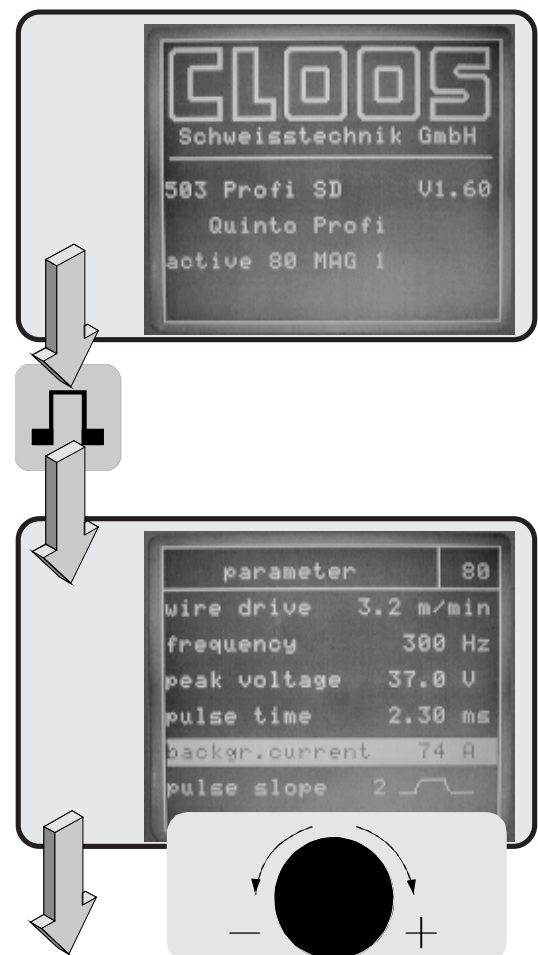 CLOOS
Schweisstechnik GmbH
503 Profi SD V1.60
Quinto Profi
active 80 MAG 1
parameter 80
wire drive 3.2 m/min
frequency 300 Hz
peak voltage 37.0 V
pulse time 2.30 ms
backgr.current 74 A
pulse slope 2
− +